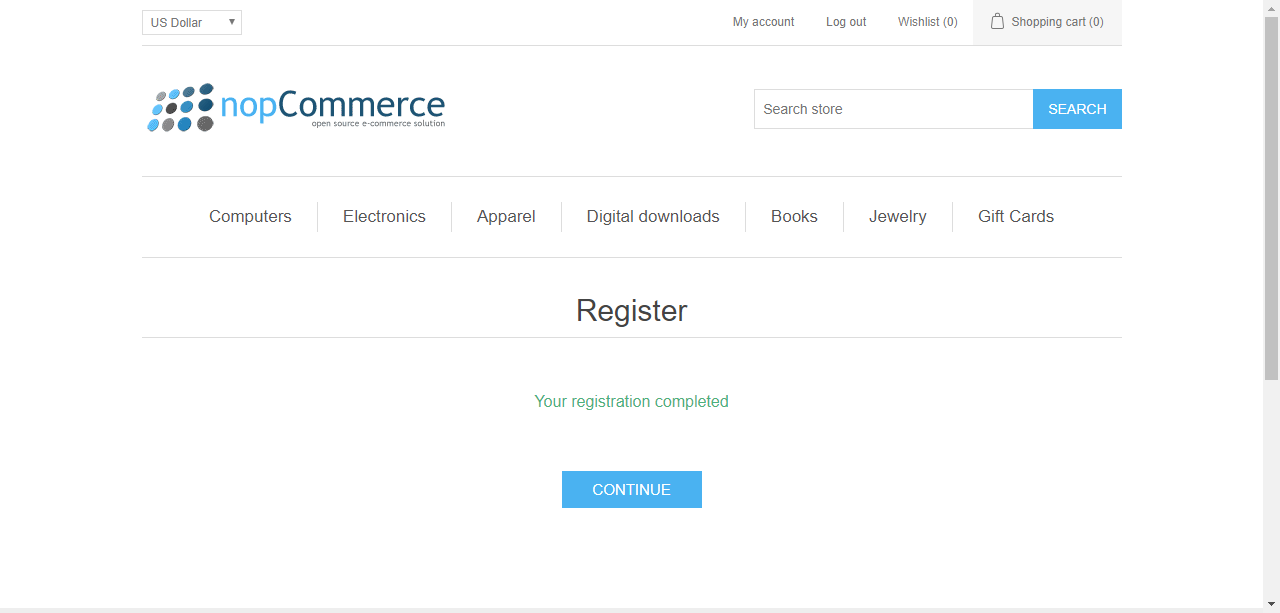 US Dollar
My account
Log out
Wishlist (0)
Shopping cart (0)
nopCommerce
open source e-commerce solution
Search store
SEARCH
Computers
Electronics
Apparel
Digital downloads
Books
Jewelry
Gift Cards
Register
Your registration completed
CONTINUE